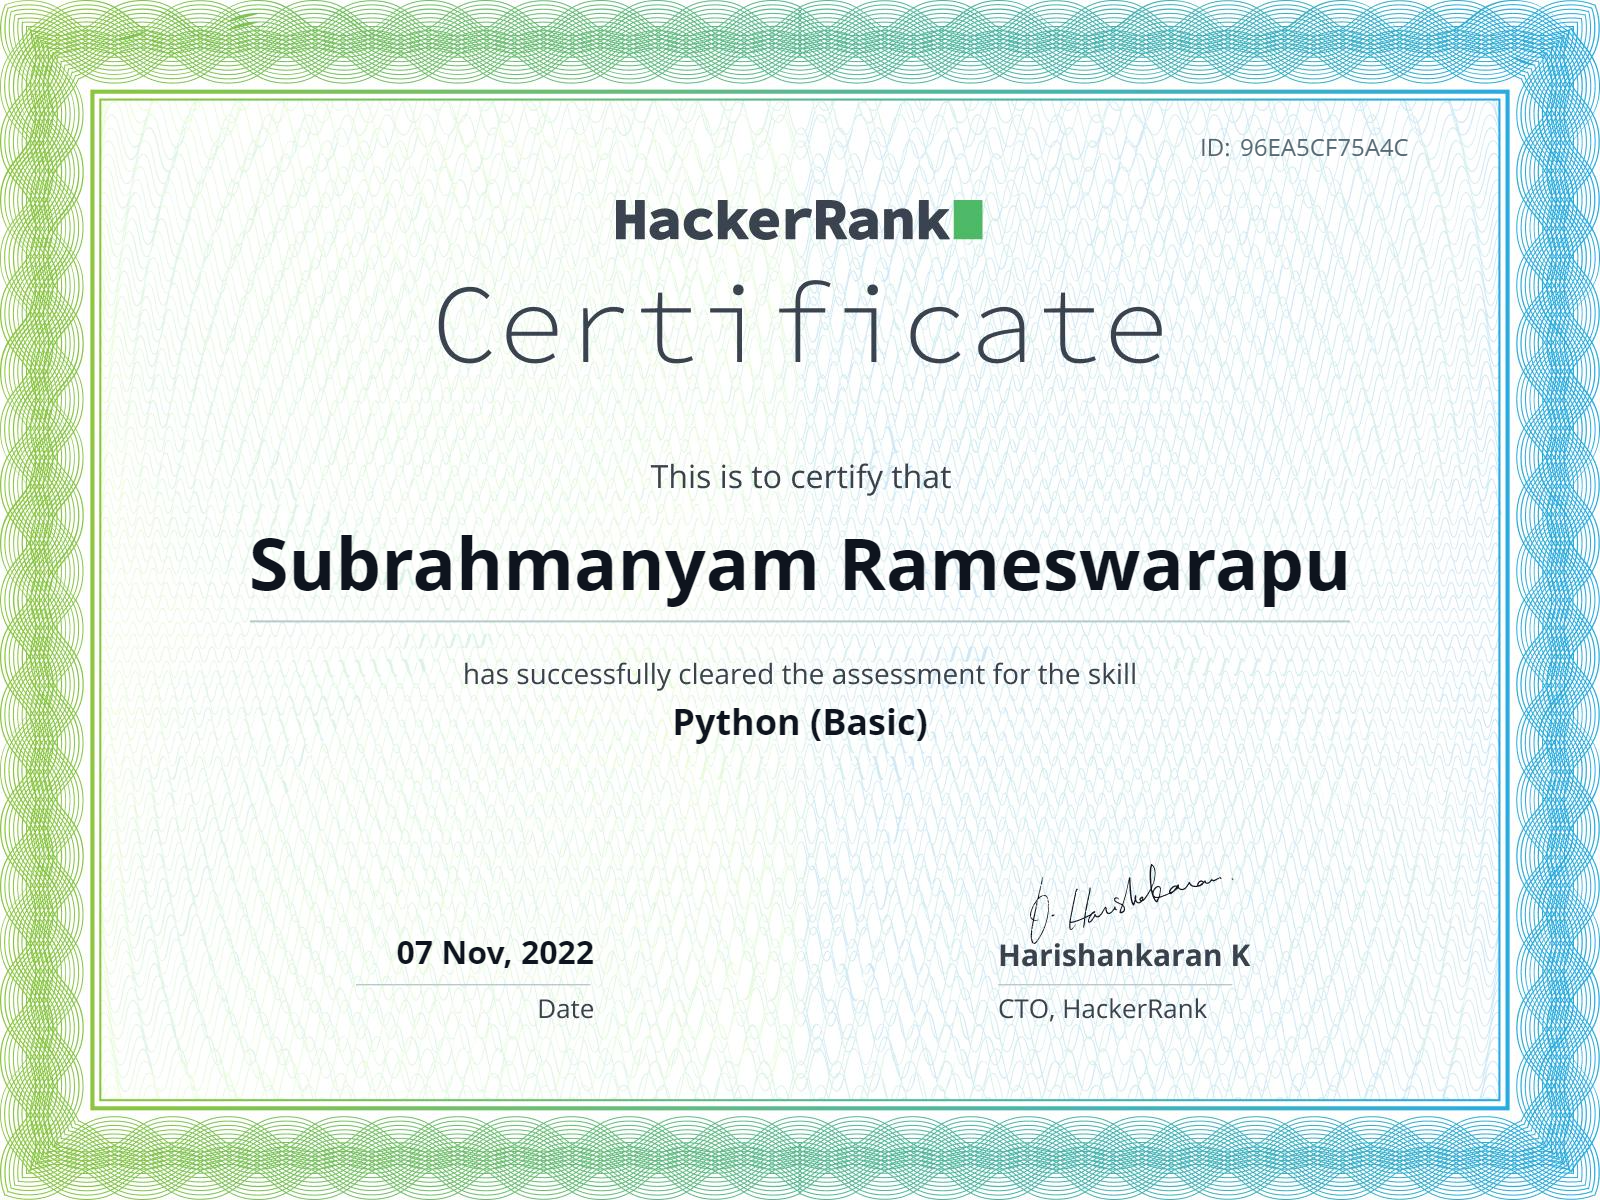 ID: 96EA5CF75A4C
HackerRank
Certificate
This is to certify that
Subrahmanyam Rameswarapu
has successfully cleared the assessment for the skill
Python (Basic)
07 Nov, 2022
Date
Harishankaran K
CTO, HackerRank